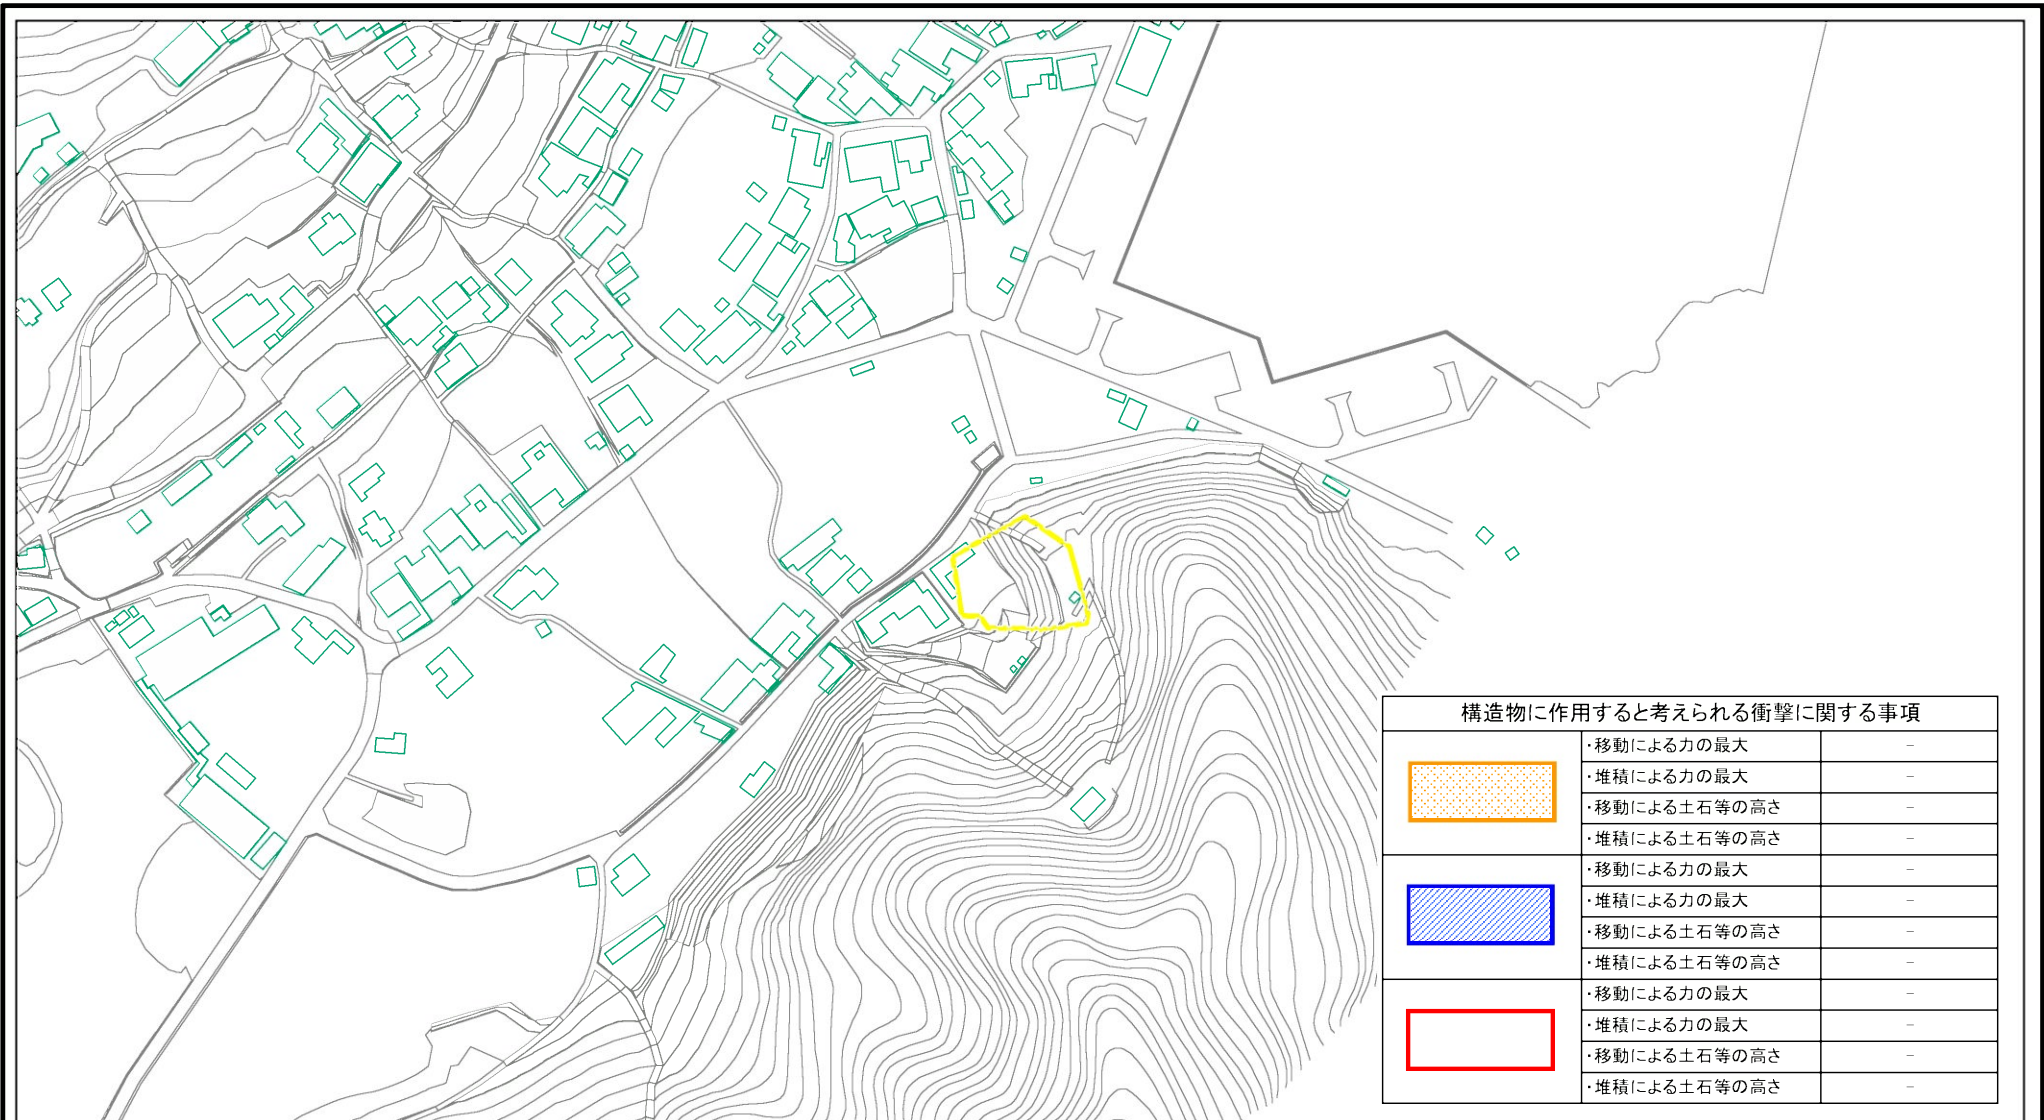 構造物に作用すると考えられる衝撃に関する事項
・移動による力の最大 －
・堆積による力の最大 －
・移動による土石等の高さ －
・堆積による土石等の高さ －
・移動による力の最大 －
・堆積による力の最大 －
・移動による土石等の高さ －
・堆積による土石等の高さ －
・移動による力の最大 －
・堆積による力の最大 －
・移動による土石等の高さ －
・堆積による土石等の高さ －